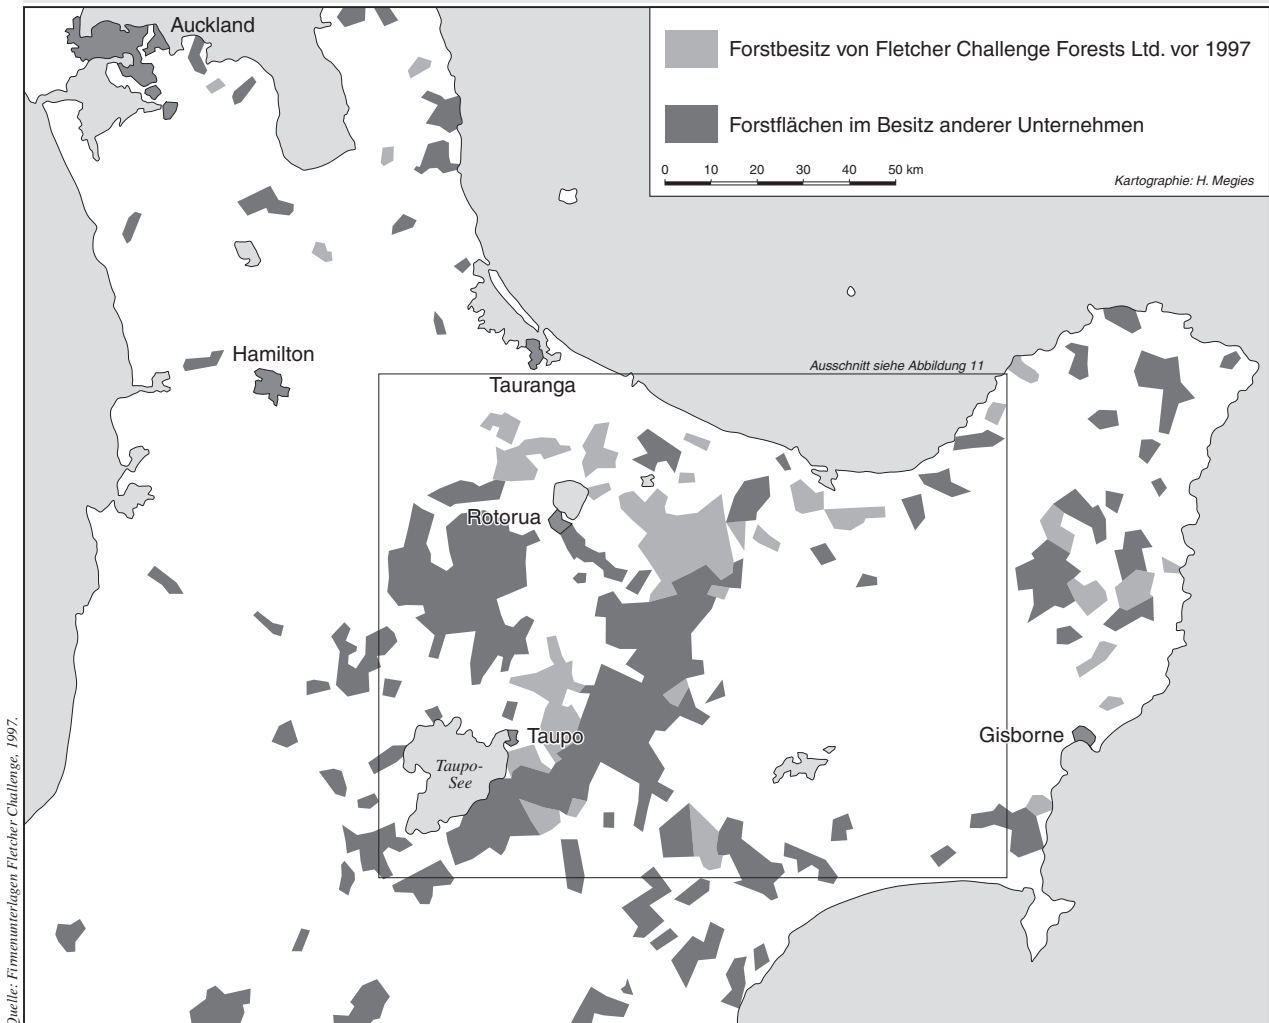 Auckland
Forstbesitz von Fletcher Challenge Forests Ltd. vor 1997
Forstflächen im Besitz anderer Unternehmen
0 10 20 30 40 50 km
Kartographie: H. Megies
Hamilton
Ausschnitt siehe Abbildung 11
Tauranga
Rotorua
Gisborne
Taupo
Taupo-
See
Quelle: Firmenunterlagen Fletcher Challenge, 1997.